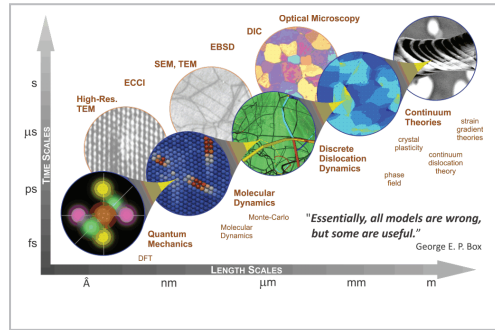 Optical Microscopy
DIC
EBSD
SEM, TEM
ECCI
High-Res.
TEM
TIME SCALES
s
μs
ps
fs
Continuum
Theories
strain
gradient
theories
crystal
plasticity
continuum
dislocation
theory
phase
field
Discrete
Dislocation
Dynamics
Molecular
Dynamics
Monte-Carlo
Molecular
Dynamics
Quantum
Mechanics
DFT
"Essentially, all models are wrong,
but some are useful."
George E. P. Box
LENGTH SCALES
Â
nm
μm
mm
m